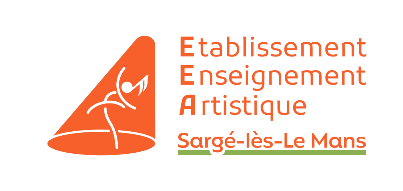 Etablissement
Enseignement
Artistique
Sargé-lès-Le Mans